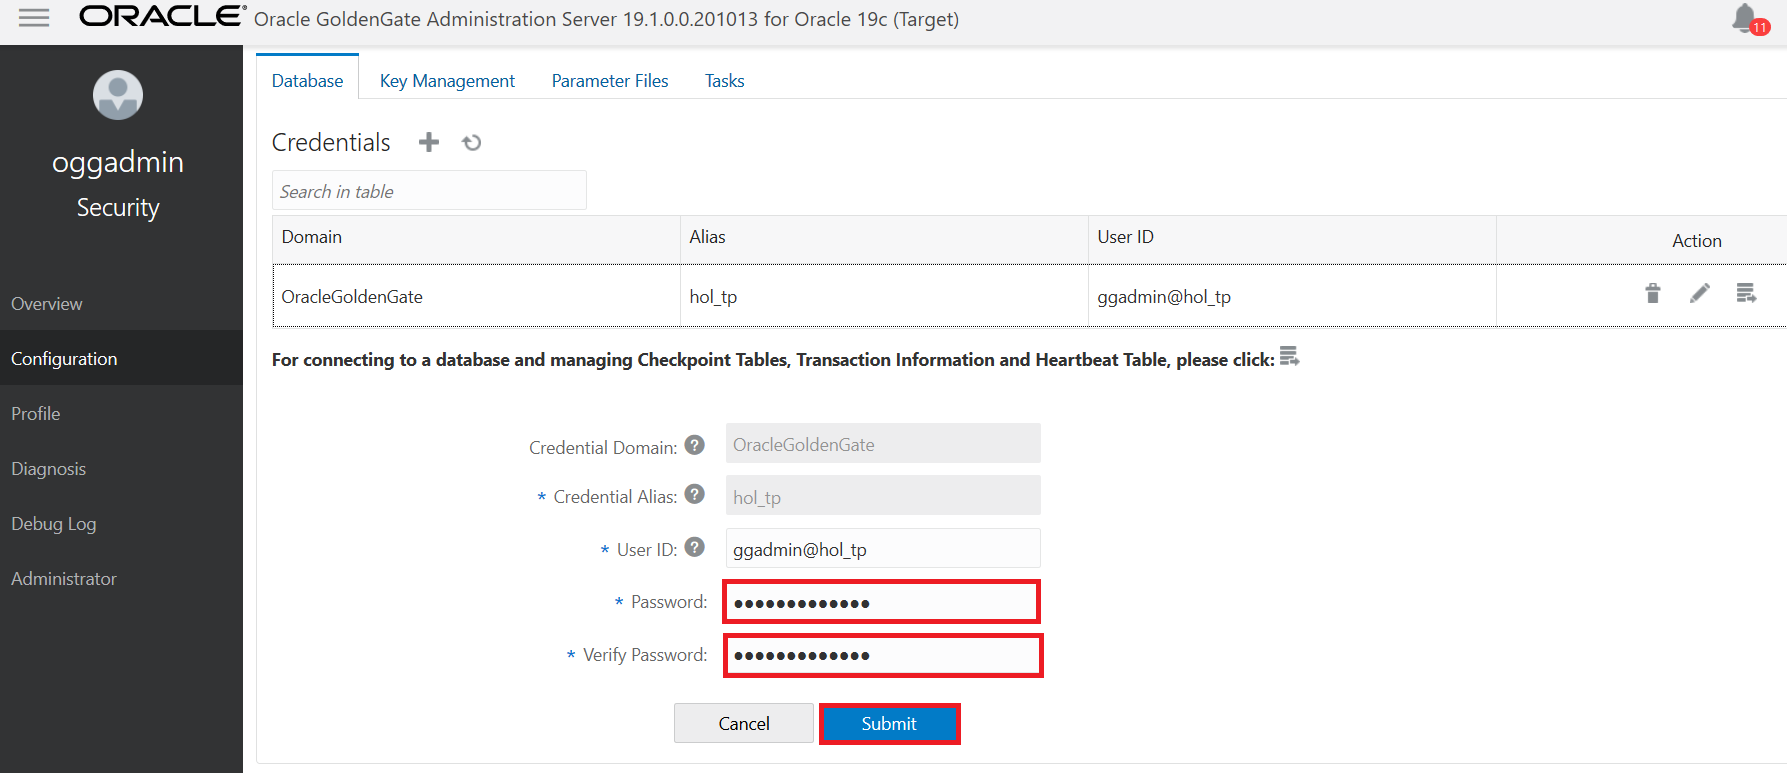 ORACLE® Oracle GoldenGate Administration Server 19.1.0.0.201013 for Oracle 19c (Target) 11
Database Key Management Parameter Files Tasks
oggadmin
Security
Overview
Configuration
Profile
Diagnosis
Debug Log
Administrator
Credentials
Search in table
Domain Alias User ID Action
OracleGoldenGate hol_tp ggadmin@hol_tp
For connecting to a database and managing Checkpoint Tables, Transaction Information and Heartbeat Table, please click:
Credential Domain: ? OracleGoldenGate
* Credential Alias: ? hol_tp
* User ID: ? ggadmin@hol_tp
* Password: •••••••••••••
* Verify Password: •••••••••••••
Cancel Submit